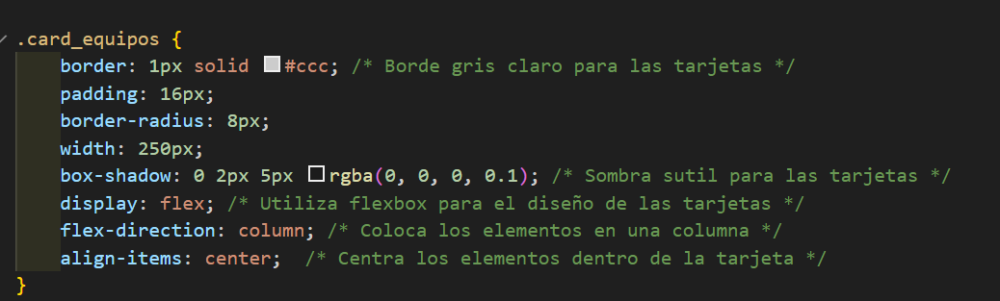 .card_equipos {
    border: 1px solid #ccc; /* Borde gris claro para las tarjetas */
    padding: 16px;
    border-radius: 8px;
    width: 250px;
    box-shadow: 0 2px 5px rgba(0, 0, 0, 0.1); /* Sombra sutil para las tarjetas */
    display: flex; /* Utiliza flexbox para el diseño de las tarjetas */
    flex-direction: column; /* Coloca los elementos en una columna */
    align-items: center;  /* Centra los elementos dentro de la tarjeta */
}